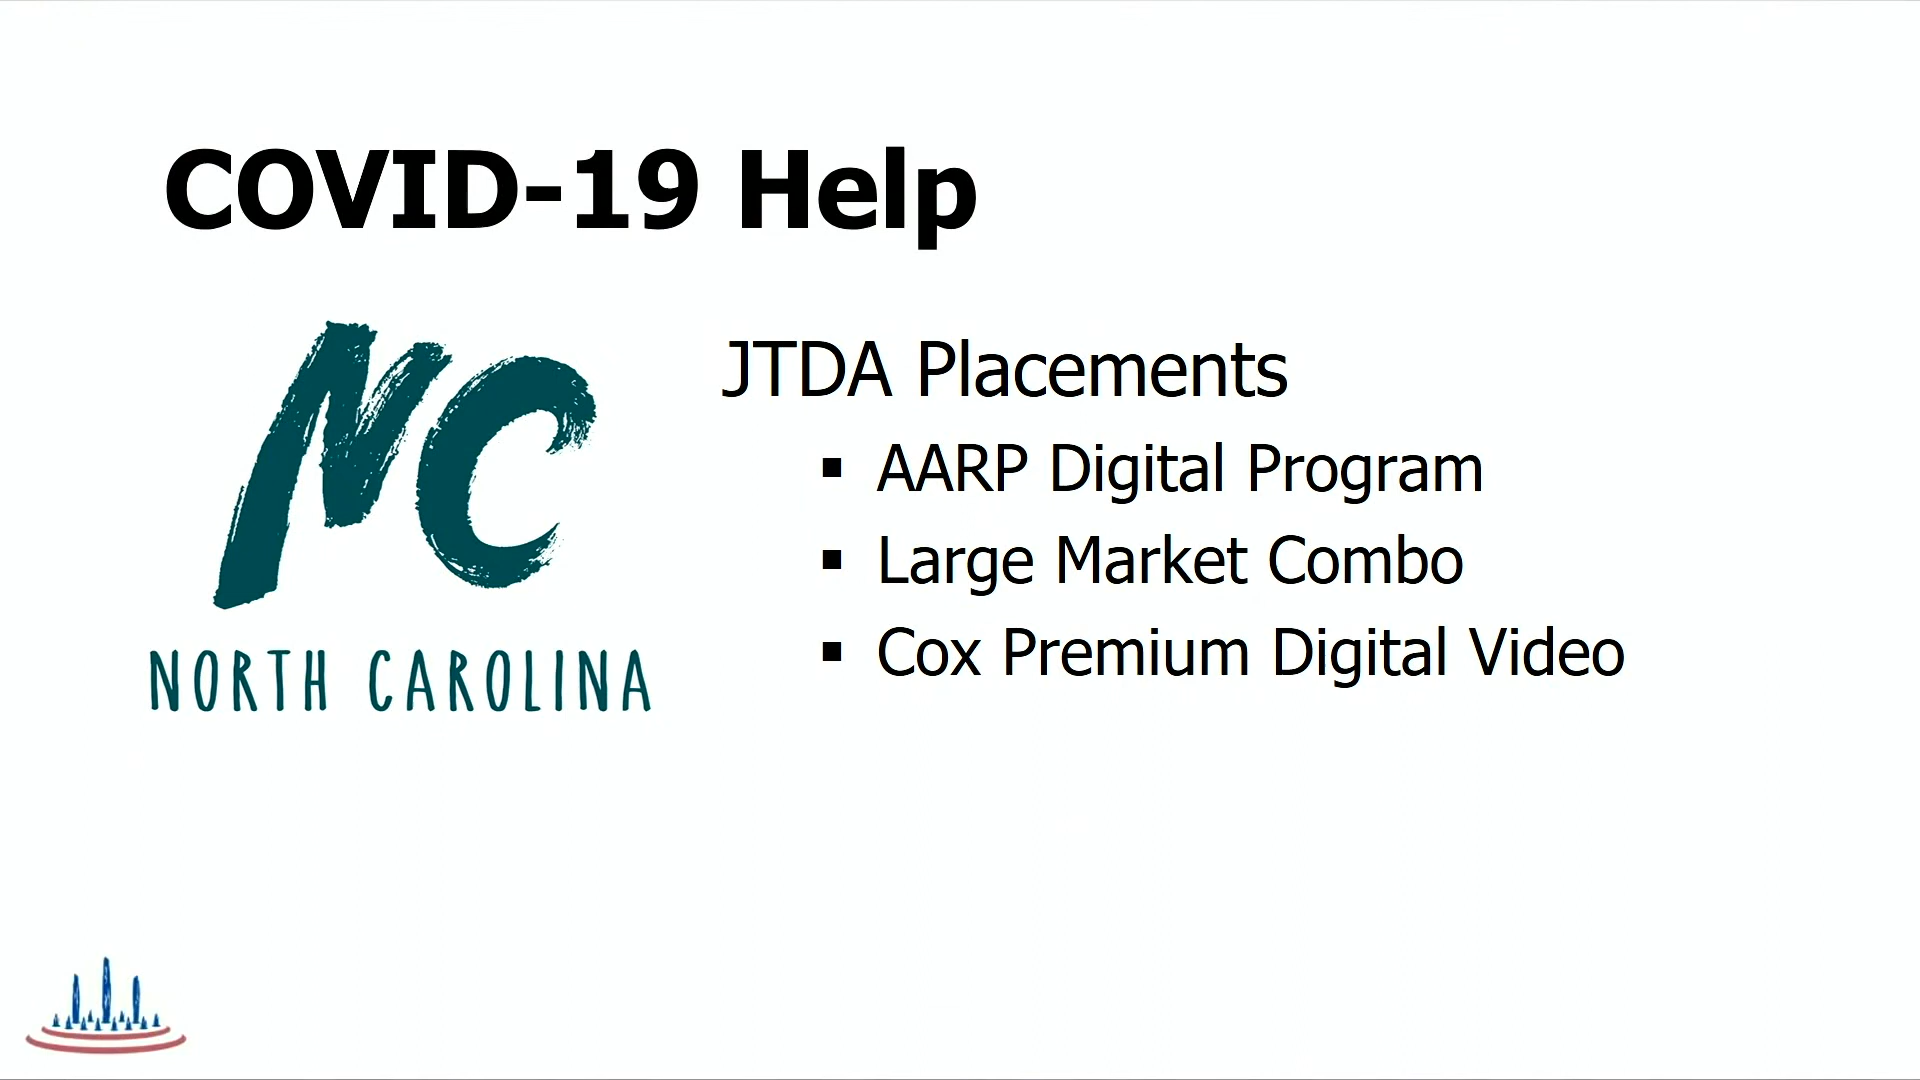 COVID-19 Help
NC
NORTH CAROLINA
JTDA Placements
▪ AARP Digital Program
▪ Large Market Combo
▪ Cox Premium Digital Video